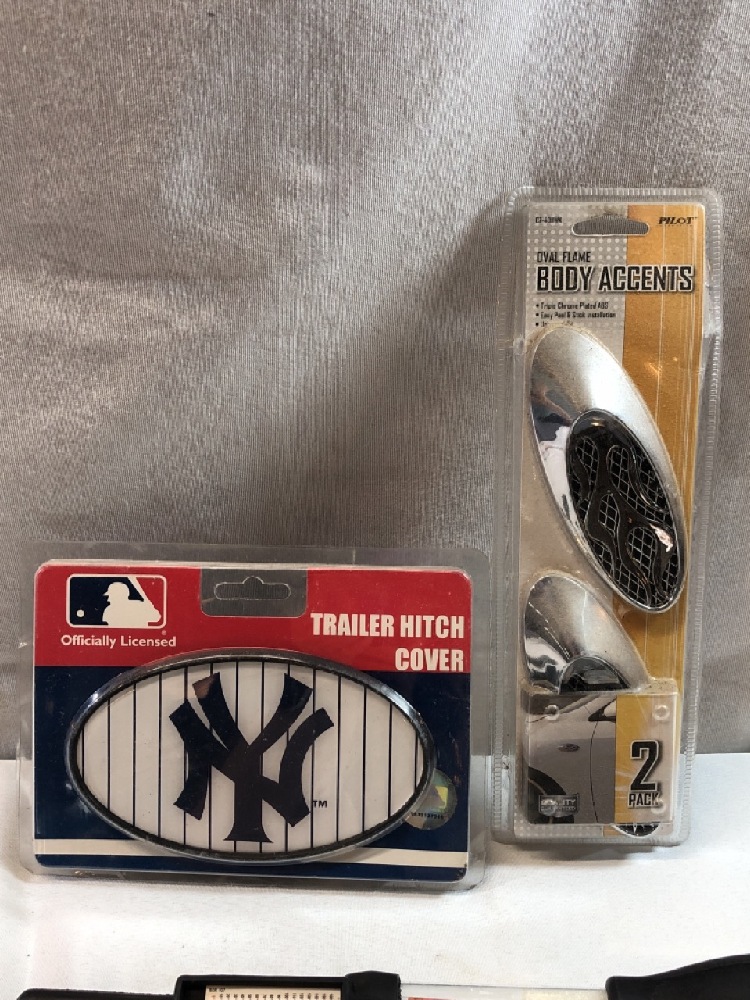 PILOT
OVAL FLAME
BODY ACCENTS
• Triple Chrome Plated ABS
• Easy Peel & Stick Installation
Officially Licensed
TRAILER HITCH
COVER
NY
TM
2
PACK